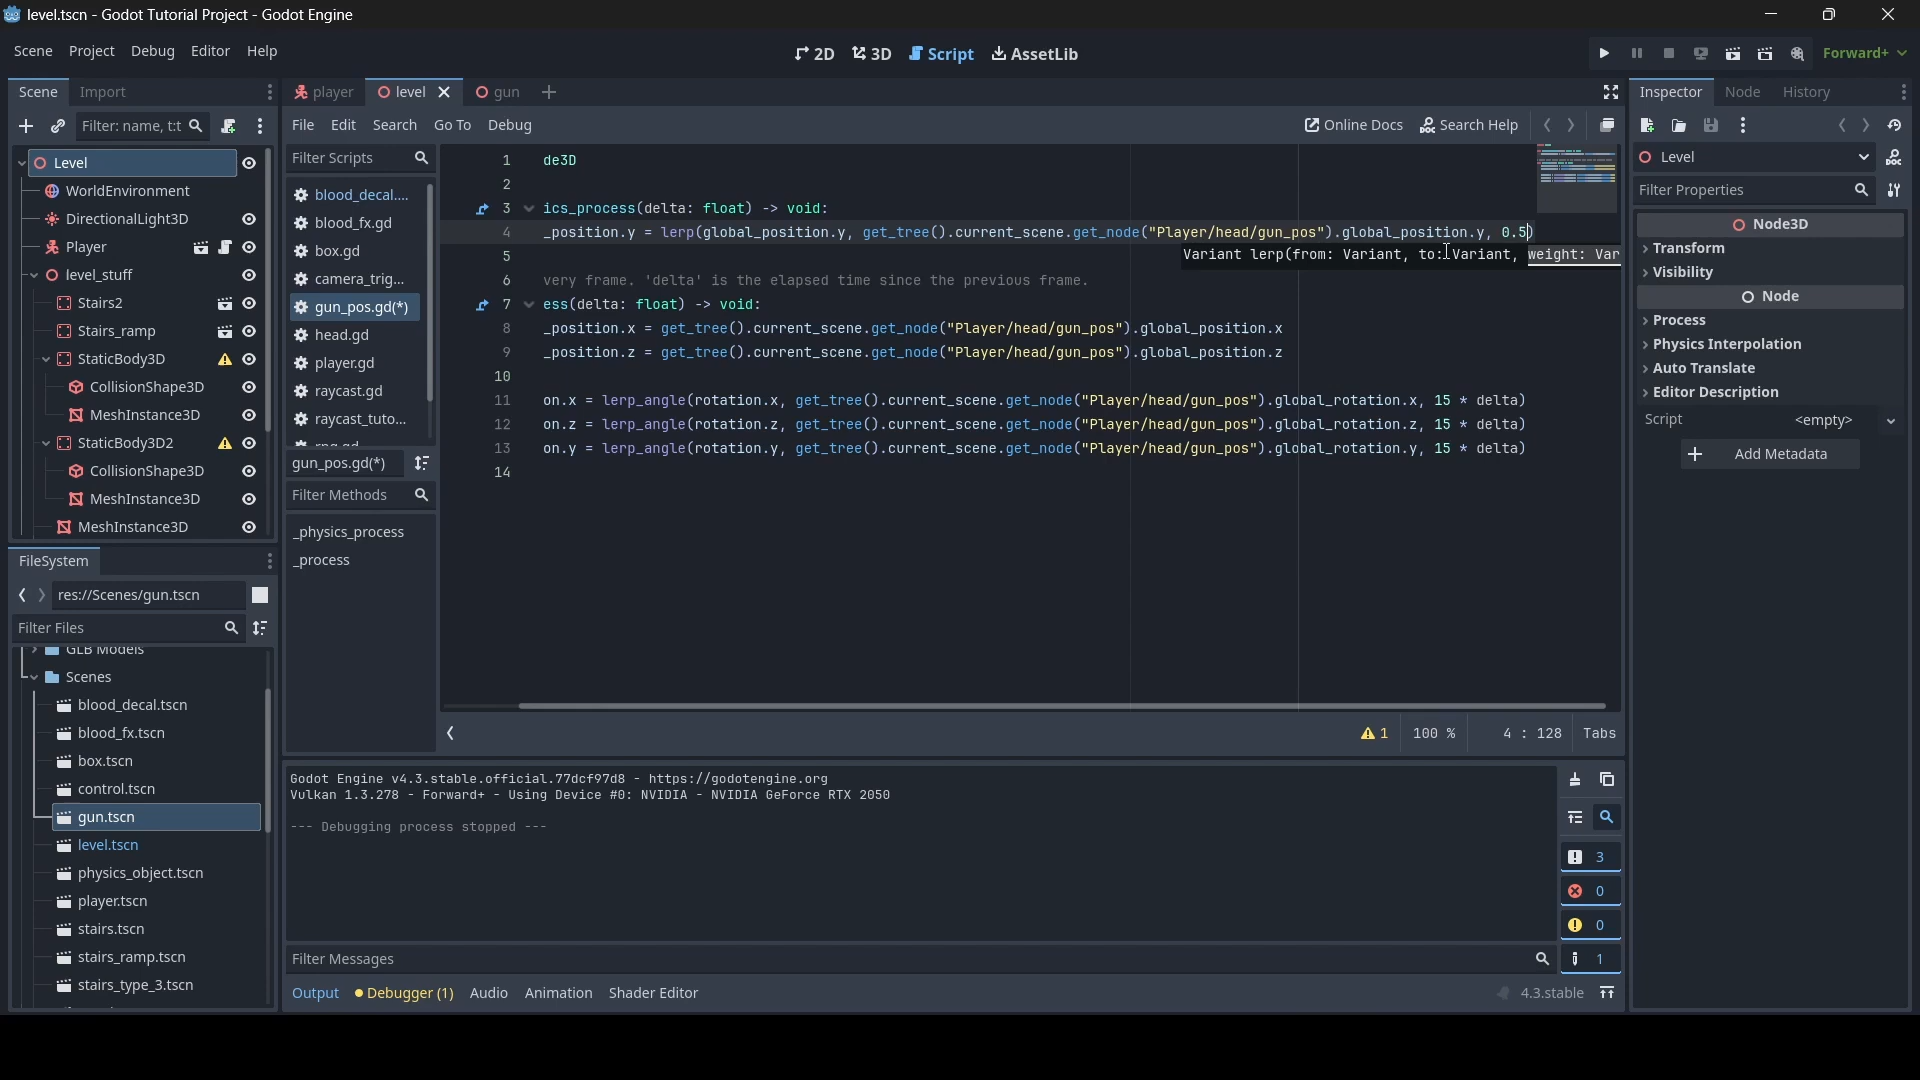 level.tscn - Godot Tutorial Project - Godot Engine
Scene Project Debug Editor Help
2D 3D Script AssetLib
Forward+
Scene Import
player level gun
Inspector Node History
Filter: name, t:t
File Edit Search Go To Debug
Online Docs Search Help
Level
WorldEnvironment
DirectionalLight3D
Player
level_stuff
Stairs2
Stairs_ramp
StaticBody3D
CollisionShape3D
MeshInstance3D
StaticBody3D2
CollisionShape3D
MeshInstance3D
MeshInstance3D
FileSystem
res://Scenes/gun.tscn
Filter Files
GLB Models
Scenes
blood_decal.tscn
blood_fx.tscn
box.tscn
control.tscn
gun.tscn
level.tscn
physics_object.tscn
player.tscn
stairs.tscn
stairs_ramp.tscn
stairs_type_3.tscn
Filter Scripts
blood_decal....
blood_fx.gd
box.gd
camera_trig...
gun_pos.gd(*)
head.gd
player.gd
raycast.gd
raycast_tuto...
gun_pos.gd(*)
Filter Methods
_physics_process
_process
1 de3D
2
3 ics_process(delta: float) -> void:
4 _position.y = lerp(global_position.y, get_tree().current_scene.get_node("Player/head/gun_pos").global_position.y, 0.5)
Variant lerp(from: Variant, to: Variant, weight: Var
5
6 very frame. 'delta' is the elapsed time since the previous frame.
7 ess(delta: float) -> void:
8 _position.x = get_tree().current_scene.get_node("Player/head/gun_pos").global_position.x
9 _position.z = get_tree().current_scene.get_node("Player/head/gun_pos").global_position.z
10
11 on.x = lerp_angle(rotation.x, get_tree().current_scene.get_node("Player/head/gun_pos").global_rotation.x, 15 * delta)
12 on.z = lerp_angle(rotation.z, get_tree().current_scene.get_node("Player/head/gun_pos").global_rotation.z, 15 * delta)
13 on.y = lerp_angle(rotation.y, get_tree().current_scene.get_node("Player/head/gun_pos").global_rotation.y, 15 * delta)
14
1 100 % 4 : 128 Tabs
Godot Engine v4.3.stable.official.77dcf97d8 - https://godotengine.org
Vulkan 1.3.278 - Forward+ - Using Device #0: NVIDIA - NVIDIA GeForce RTX 2050
--- Debugging process stopped ---
3
0
0
1
Filter Messages
Output Debugger (1) Audio Animation Shader Editor
4.3.stable
Level
Filter Properties
Node3D
Transform
Visibility
Node
Process
Physics Interpolation
Auto Translate
Editor Description
Script <empty>
Add Metadata